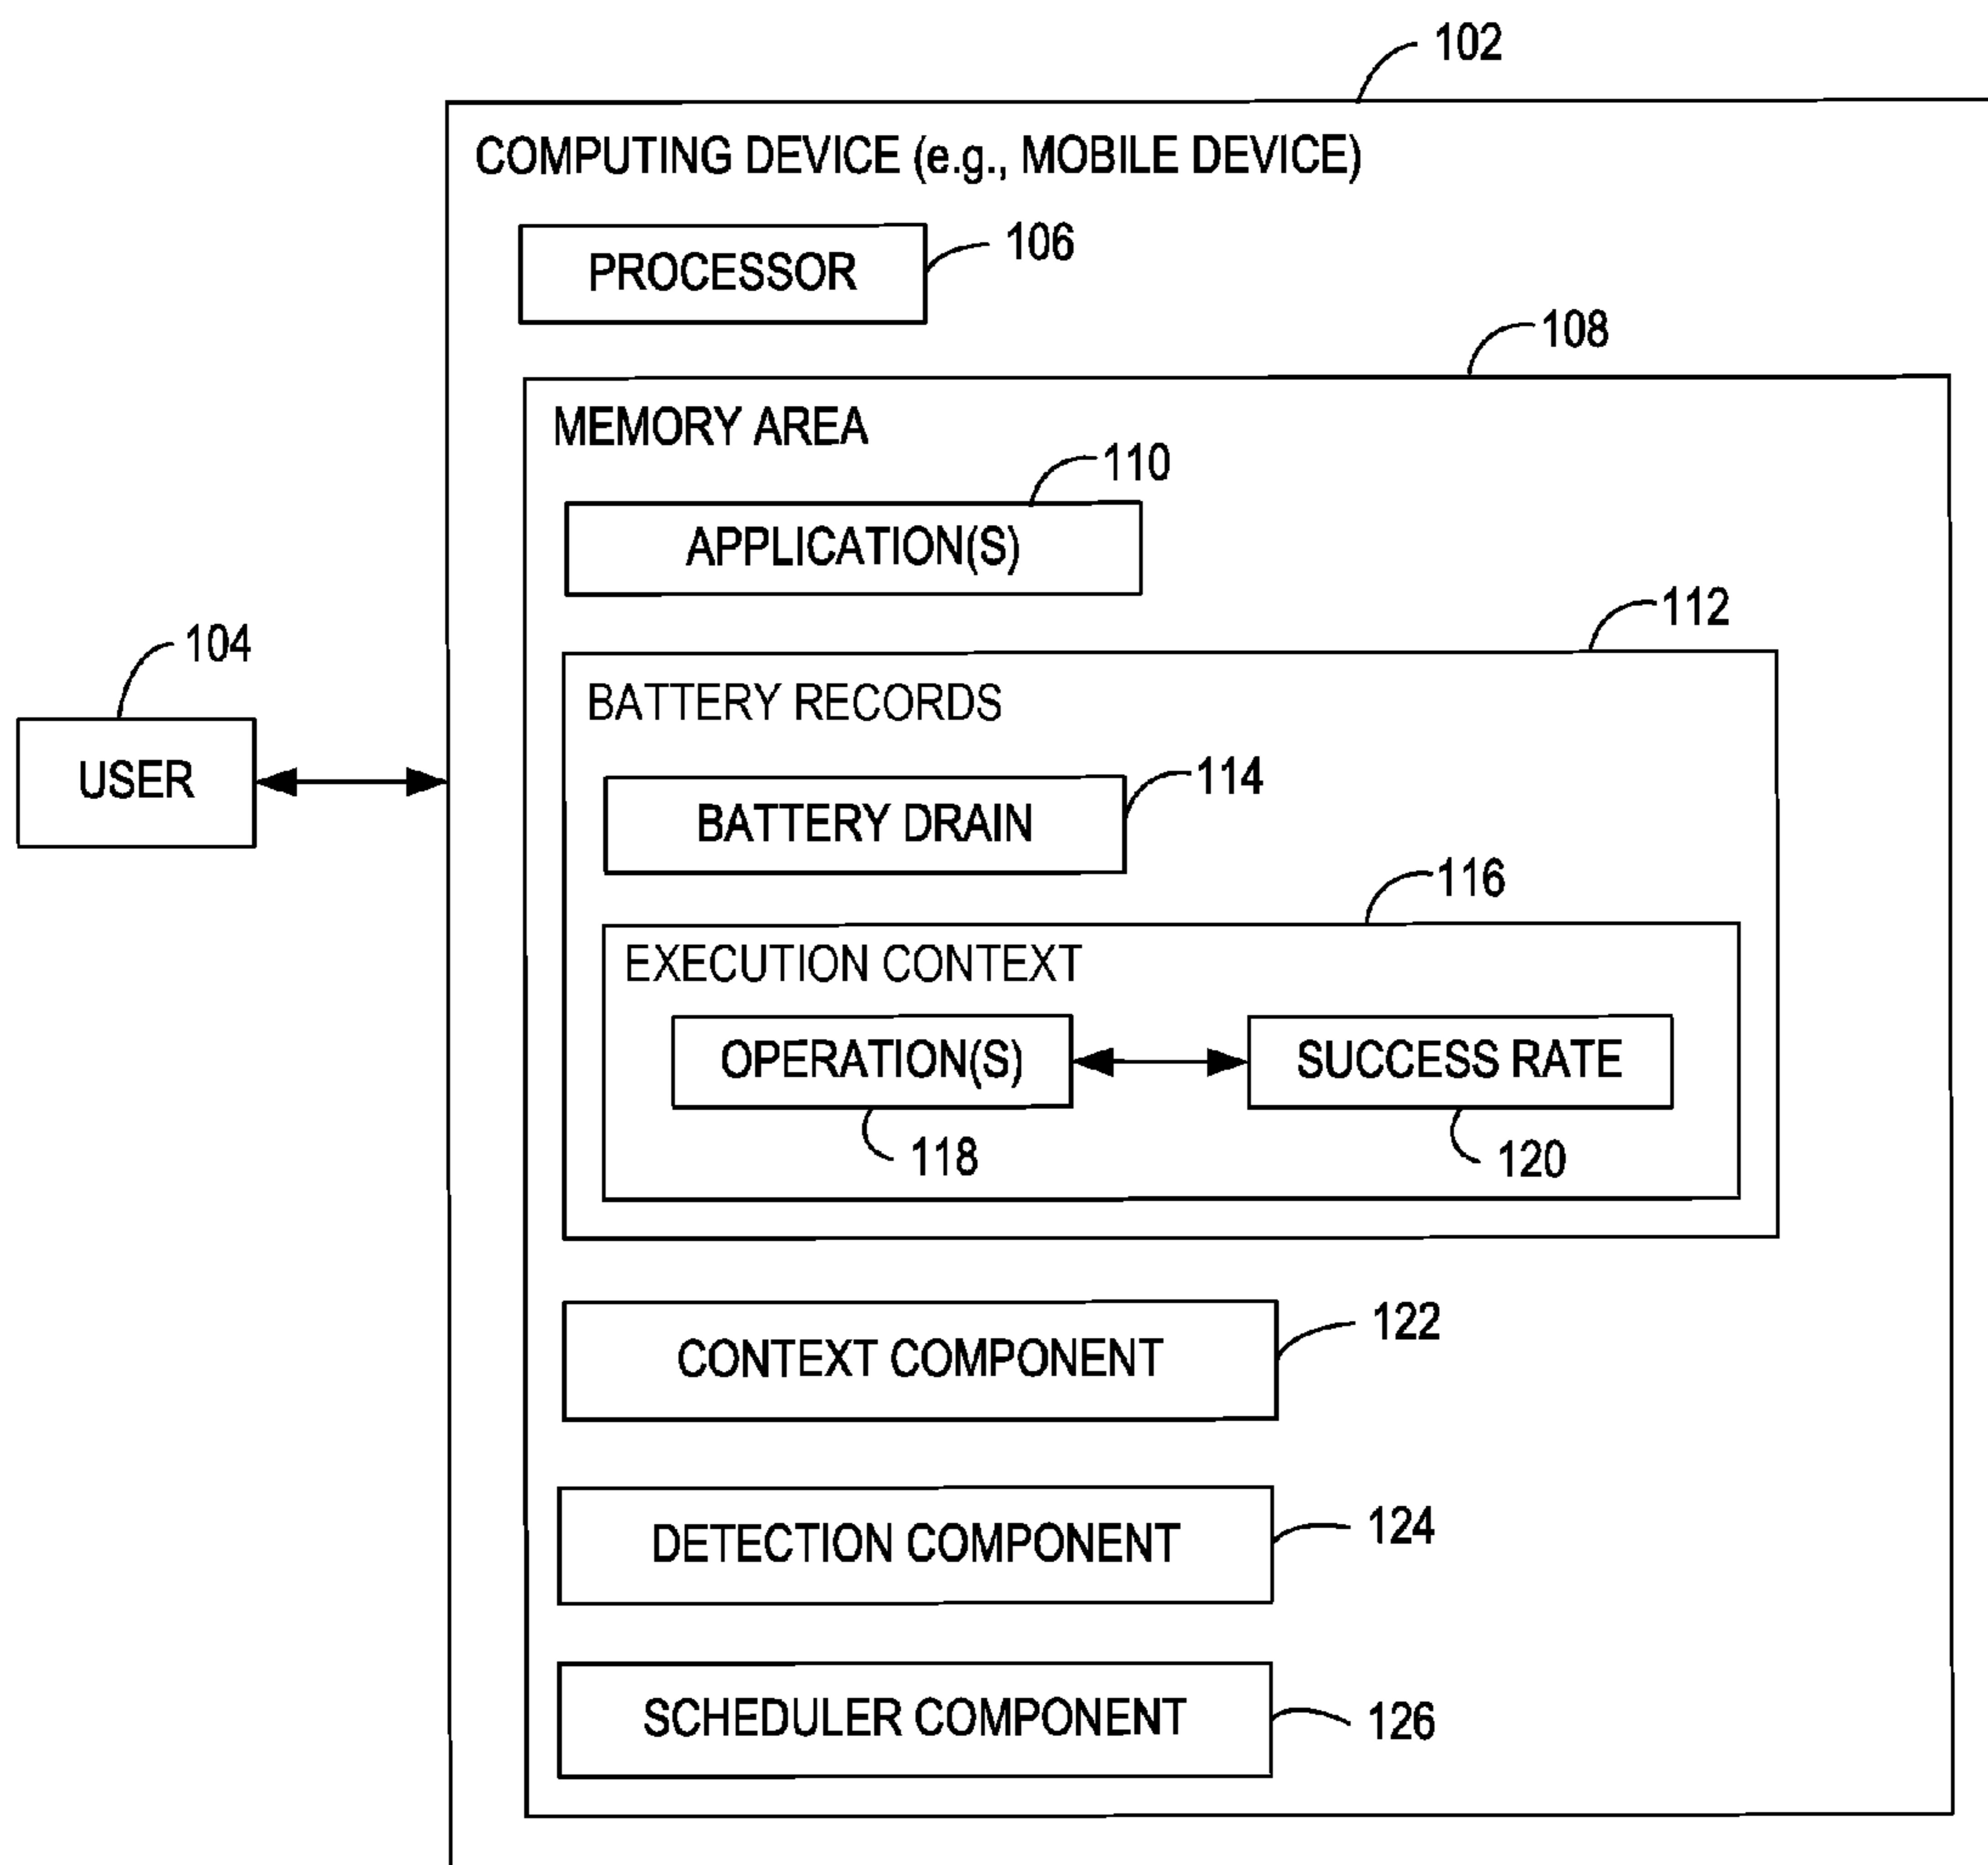 102
COMPUTING DEVICE (e.g., MOBILE DEVICE)
PROCESSOR
106
108
MEMORY AREA
110
APPLICATION(S)
112
104
BATTERY RECORDS
USER
BATTERY DRAIN
114
116
EXECUTION CONTEXT
OPERATION(S)
SUCCESS RATE
118
120
CONTEXT COMPONENT
122
DETECTION COMPONENT
124
SCHEDULER COMPONENT
126